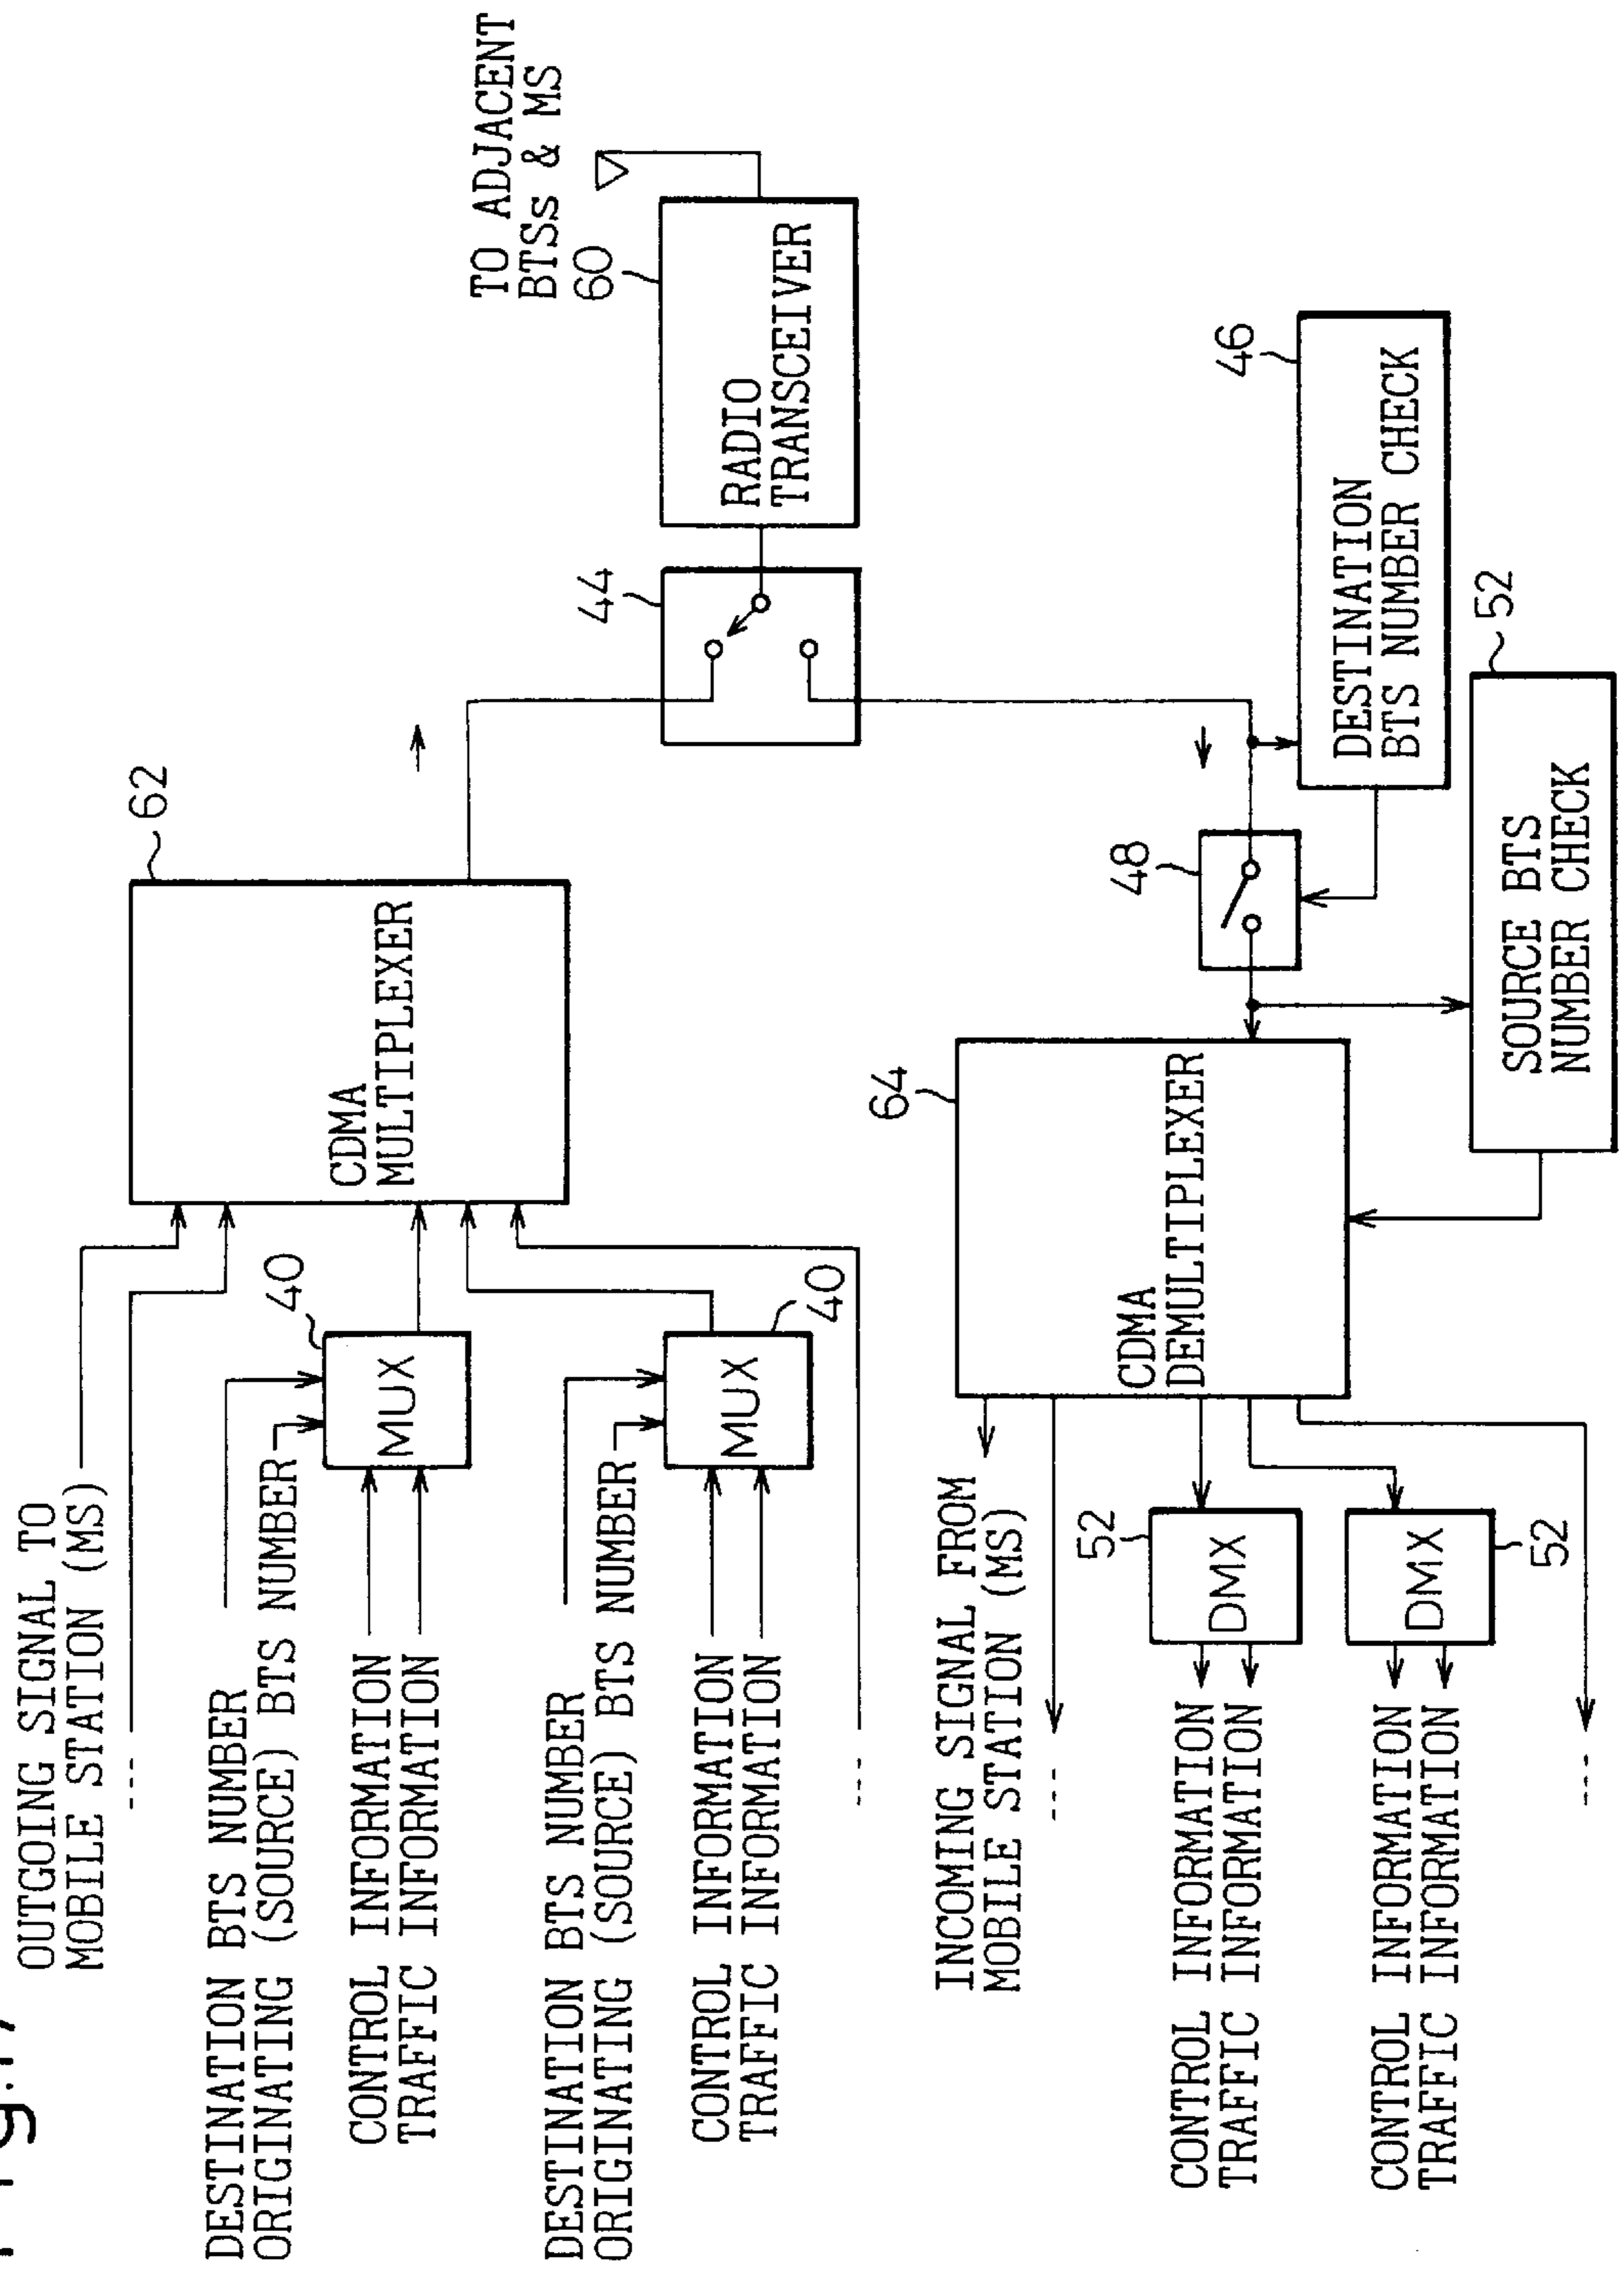 OUTGOING SIGNAL TO
MOBILE STATION (MS)
DESTINATION BTS NUMBER
ORIGINATING (SOURCE) BTS NUMBER
CONTROL INFORMATION
TRAFFIC INFORMATION
40
MUX
DESTINATION BTS NUMBER
ORIGINATING (SOURCE) BTS NUMBER
CONTROL INFORMATION
TRAFFIC INFORMATION
40
MUX
62
CDMA
MULTIPLEXER
44
TO ADJACENT
BTSs & MS
60
RADIO
TRANSCEIVER
INCOMING SIGNAL FROM
MOBILE STATION (MS)
CONTROL INFORMATION
TRAFFIC INFORMATION
52
DMX
CONTROL INFORMATION
TRAFFIC INFORMATION
DMX
52
64
CDMA
DEMULTIPLEXER
48
46
DESTINATION
BTS NUMBER CHECK
52
SOURCE BTS
NUMBER CHECK